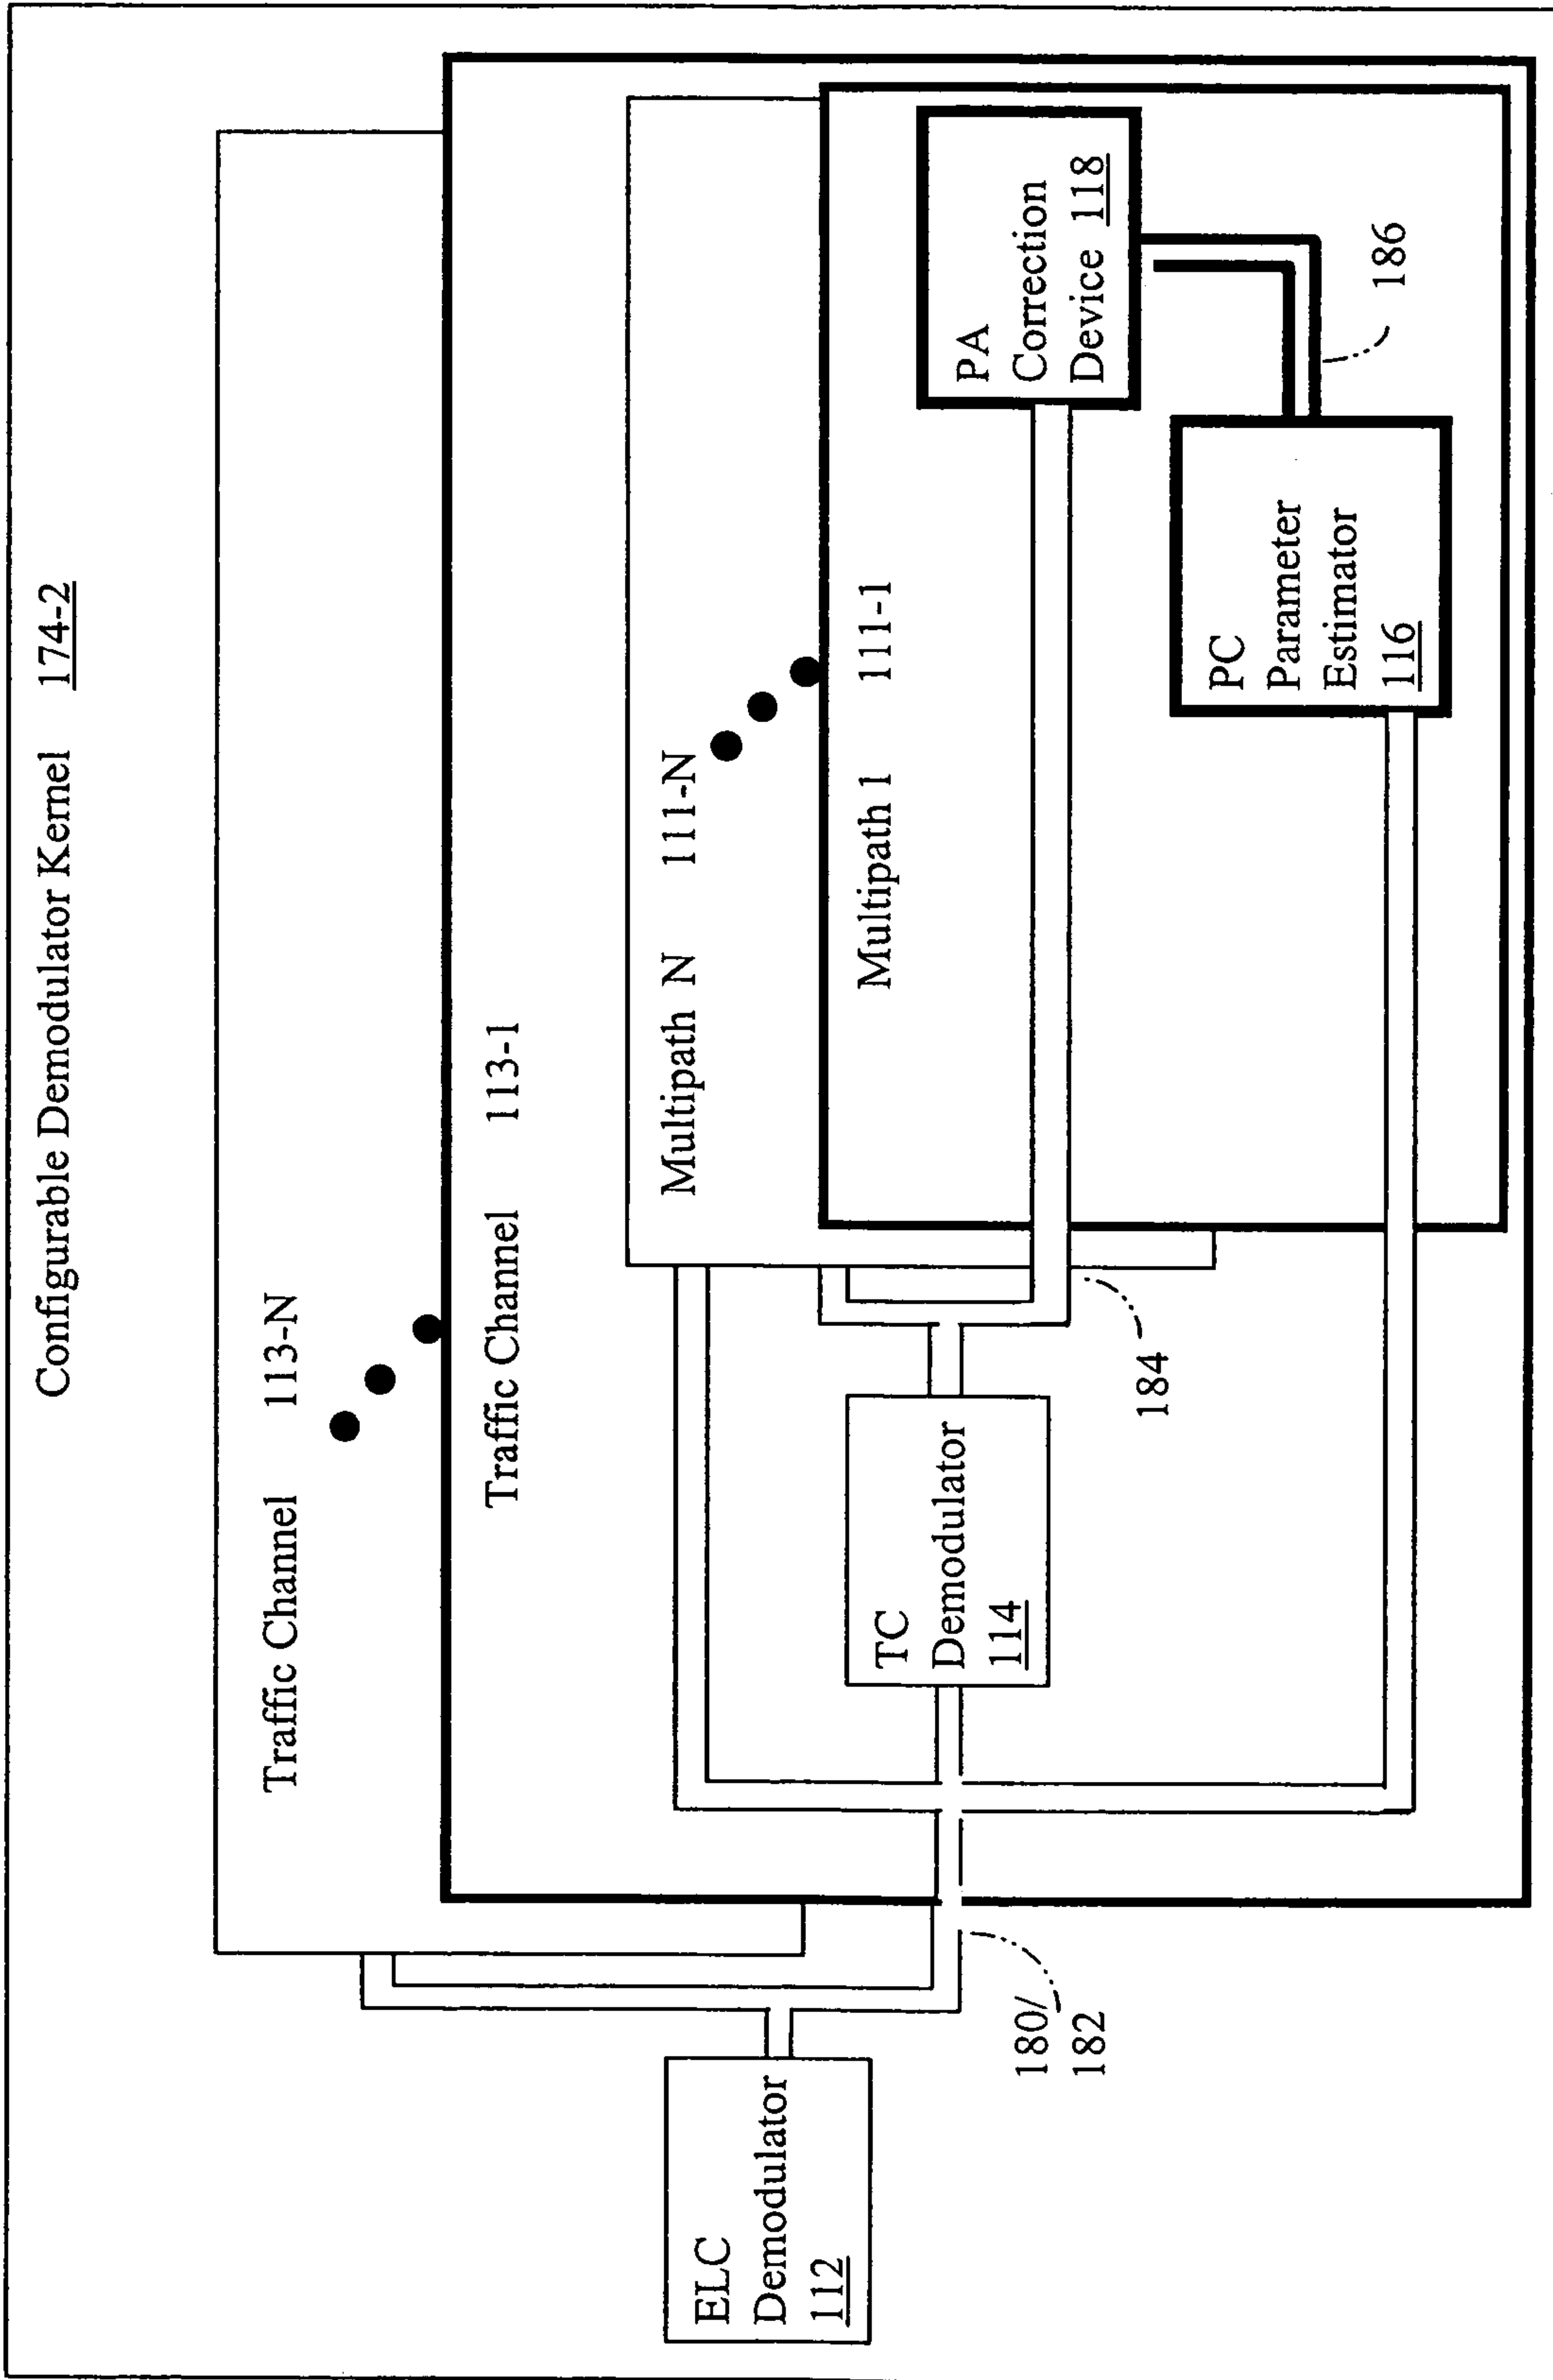 Configurable Demodulator Kernel 174-2
Traffic Channel 113-N
Traffic Channel 113-1
Multipath N 111-N
Multipath 1 111-1
ELC
Demodulator
112
TC
Demodulator
114
PA
Correction
Device 118
PC
Parameter
Estimator
116
180/
182
184
186